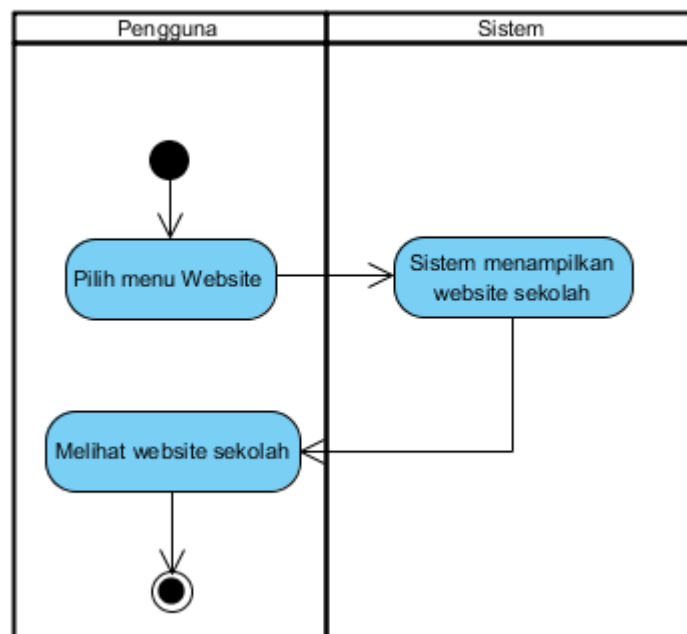 Pengguna
Sistem
Pilih menu Website
Sistem menampilkan
website sekolah
Melihat website sekolah